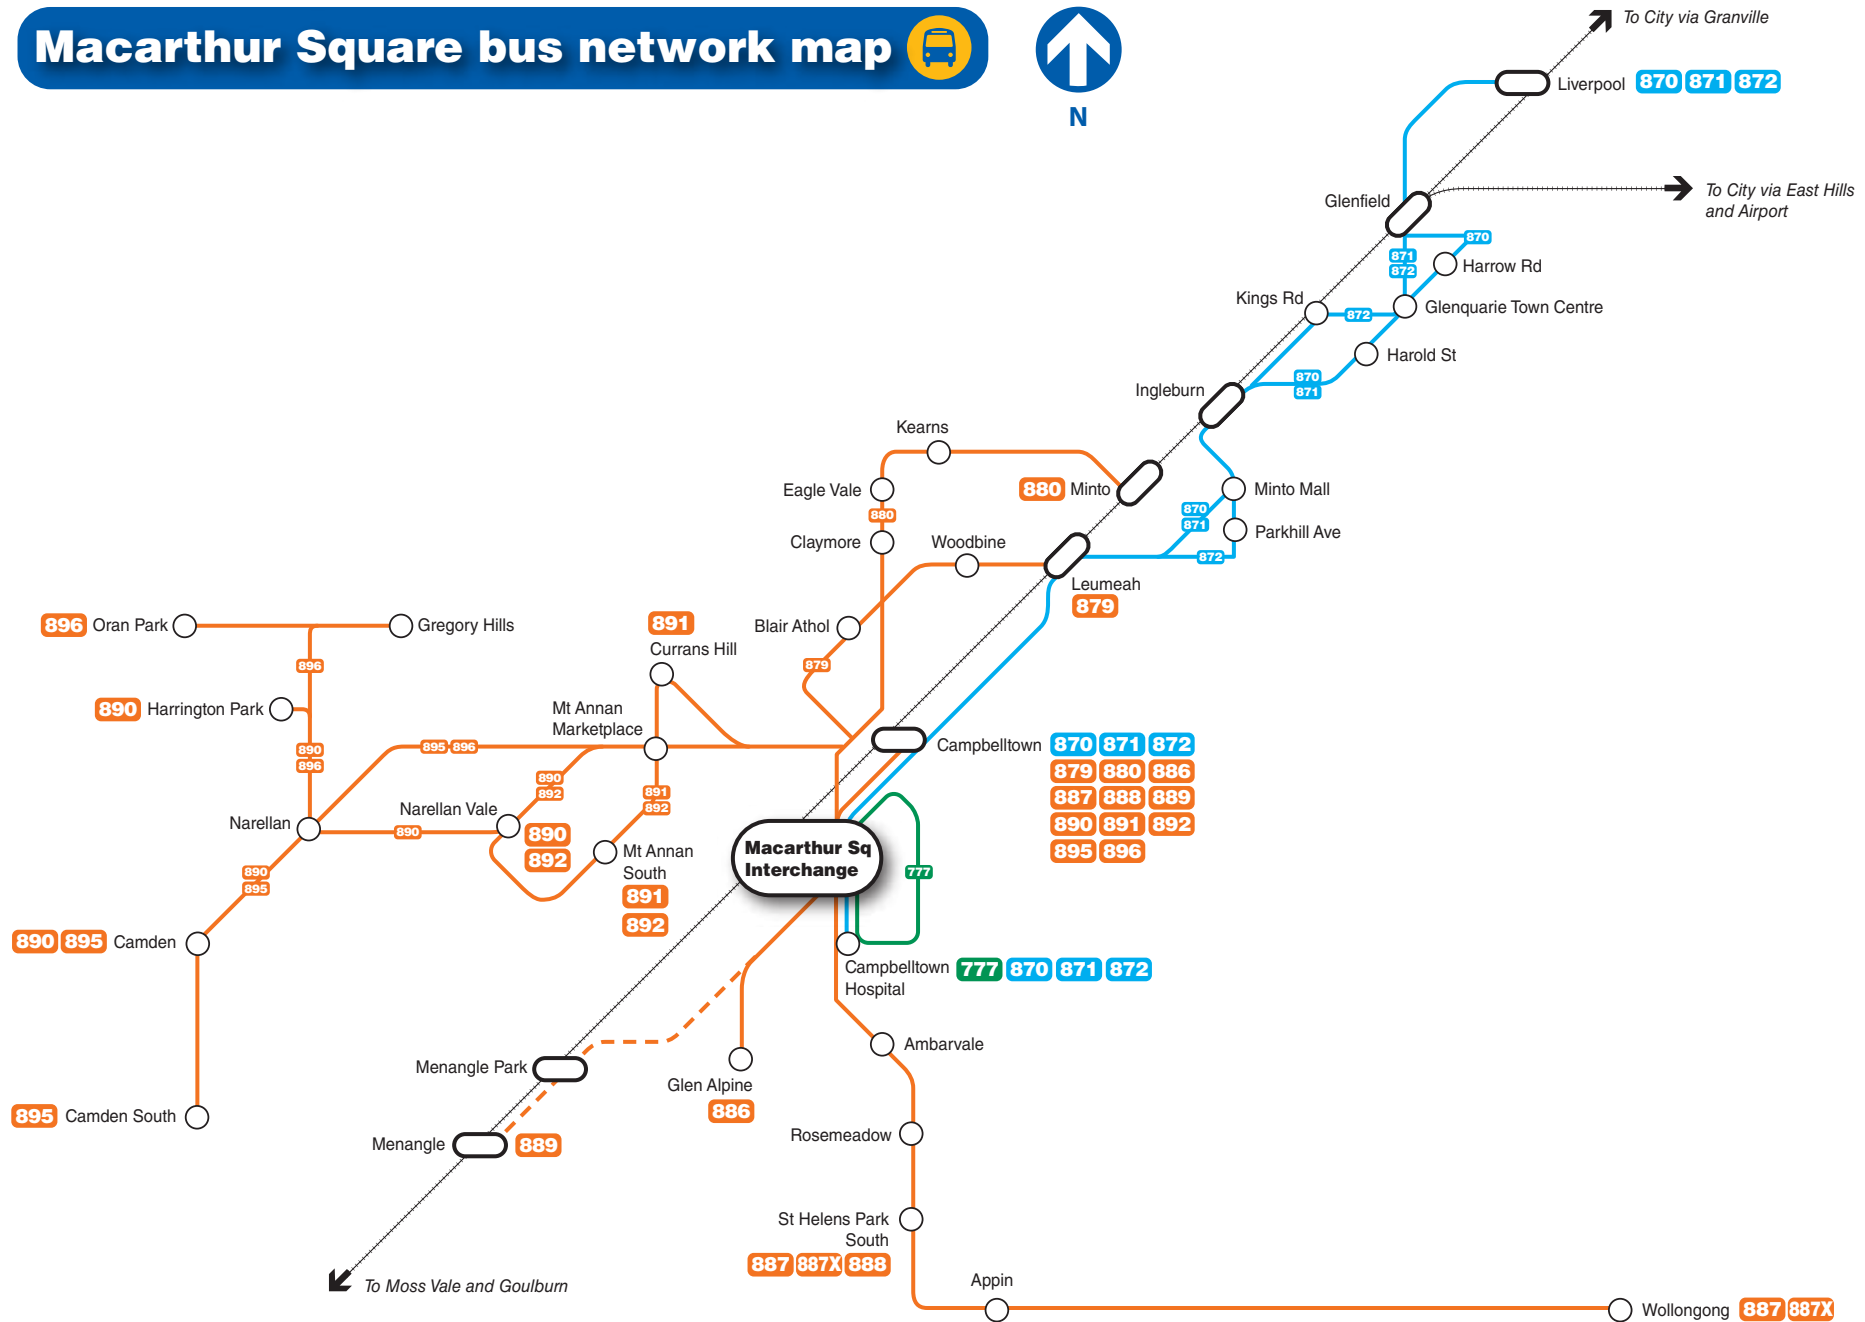 Macarthur Square bus network map
N
To City via Granville
Liverpool 870 871 872
To City via East Hills
and Airport
Glenfield
870
871
872
Harrow Rd
Kings Rd
872
Glenquarie Town Centre
Harold St
870
871
Ingleburn
Kearns
Eagle Vale
880 Minto
Minto Mall
880
870
871
Claymore
Woodbine
Parkhill Ave
872
Leumeah
879
896 Oran Park
Gregory Hills
891
Currans Hill
Blair Athol
879
896
890 Harrington Park
Mt Annan
Marketplace
895 896
890
896
890
892
891
892
Campbelltown 870 871 872
879 880 886
887 888 889
890 891 892
895 896
Narellan
890
Narellan Vale
890
892
Mt Annan
South
891
892
Macarthur Sq
Interchange
777
890
895
890 895 Camden
Campbelltown
Hospital
777 870 871 872
Ambarvale
Menangle Park
Glen Alpine
886
895 Camden South
Menangle 889
Rosemeadow
St Helens Park
South
887 887X 888
To Moss Vale and Goulburn
Appin
Wollongong 887 887X